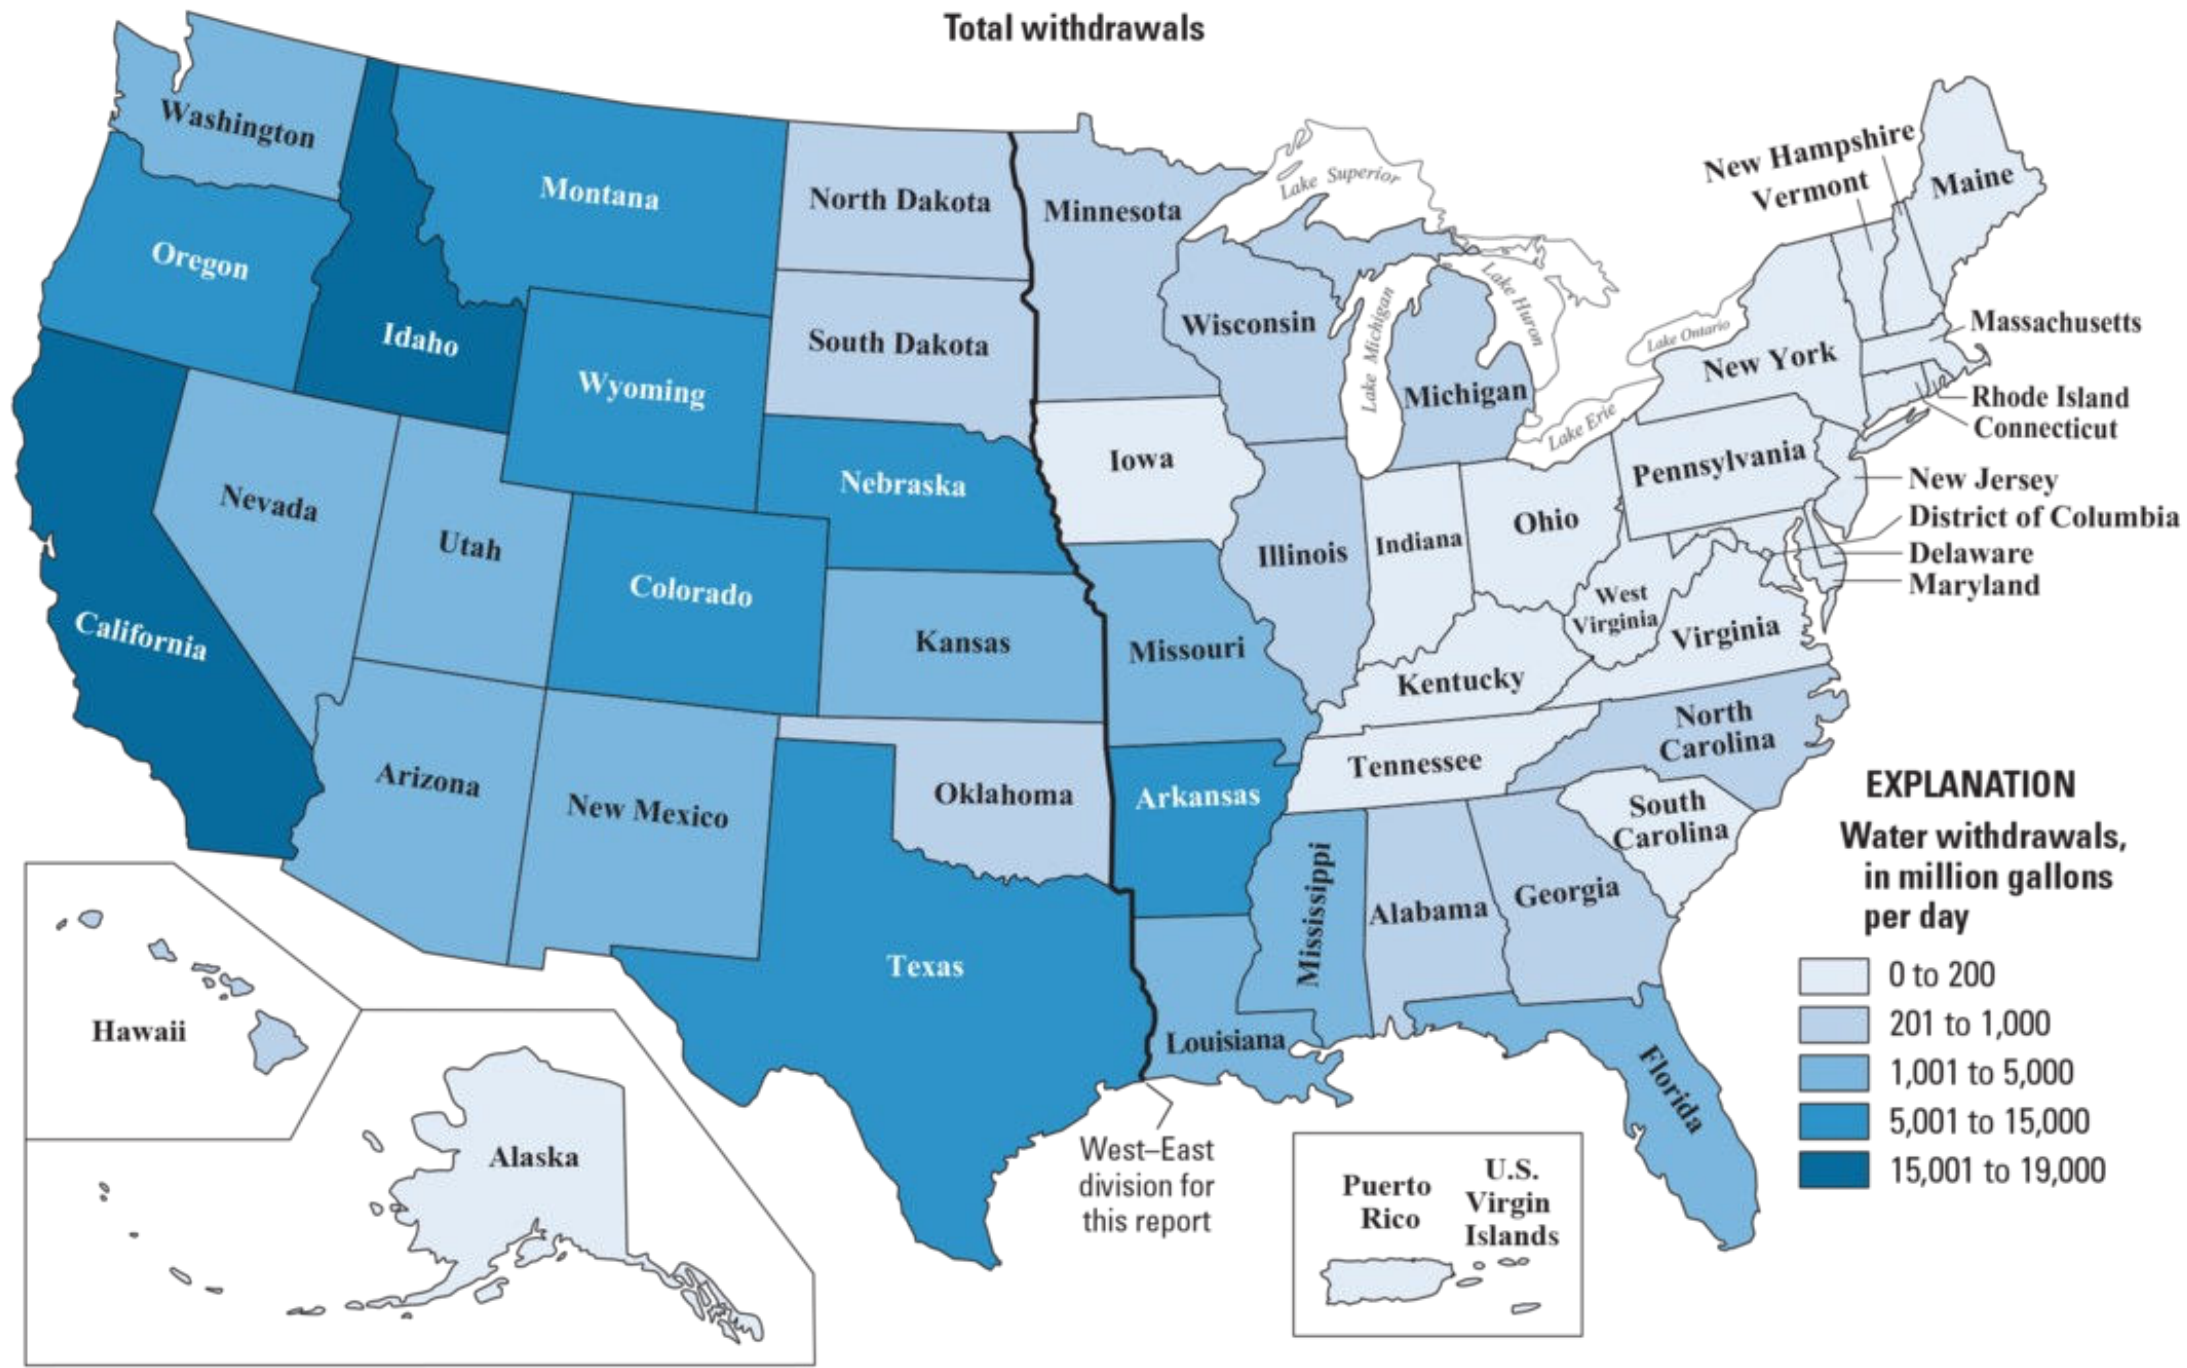 Total withdrawals
Washington
Montana
North Dakota
Minnesota
Lake Superior
New Hampshire
Vermont
Maine
Oregon
Idaho
Wyoming
South Dakota
Wisconsin
Lake Michigan
Lake Huron
Michigan
Lake Ontario
New York
Massachusetts
Rhode Island
Connecticut
Lake Erie
Iowa
Nebraska
Pennsylvania
New Jersey
District of Columbia
Delaware
Maryland
Nevada
Utah
Colorado
Kansas
Missouri
Illinois
Indiana
Ohio
West
Virginia
Virginia
Kentucky
California
Arizona
New Mexico
Oklahoma
Arkansas
Tennessee
North
Carolina
South
Carolina
Mississippi
Alabama
Georgia
Texas
Louisiana
Florida
Hawaii
Alaska
West–East
division for
this report
Puerto
Rico
U.S.
Virgin
Islands
EXPLANATION
Water withdrawals,
in million gallons
per day
0 to 200
201 to 1,000
1,001 to 5,000
5,001 to 15,000
15,001 to 19,000